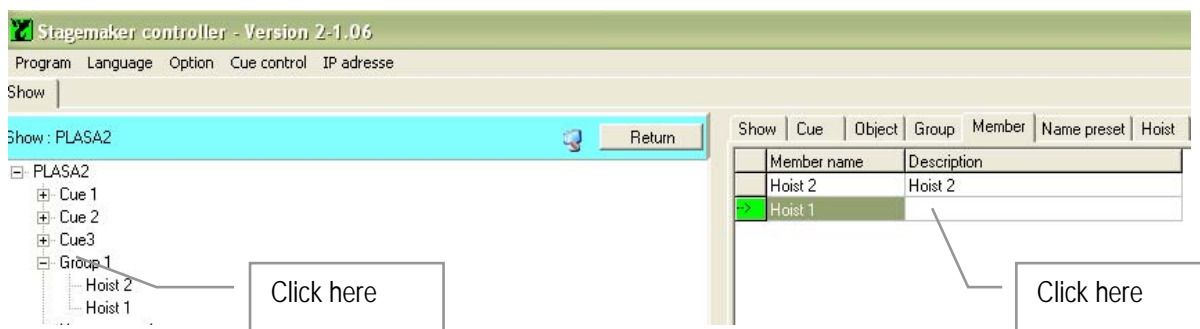 Stagemaker controller - Version 2-1.06
Program Language Option Cue control IP adresse
Show
Show : PLASA2
Return
PLASA2
Cue 1
Cue 2
Cue3
Group 1
Hoist 2
Hoist 1
Click here
Show Cue Object Group Member Name preset Hoist
Member name Description
Hoist 2 Hoist 2
--> Hoist 1
Click here